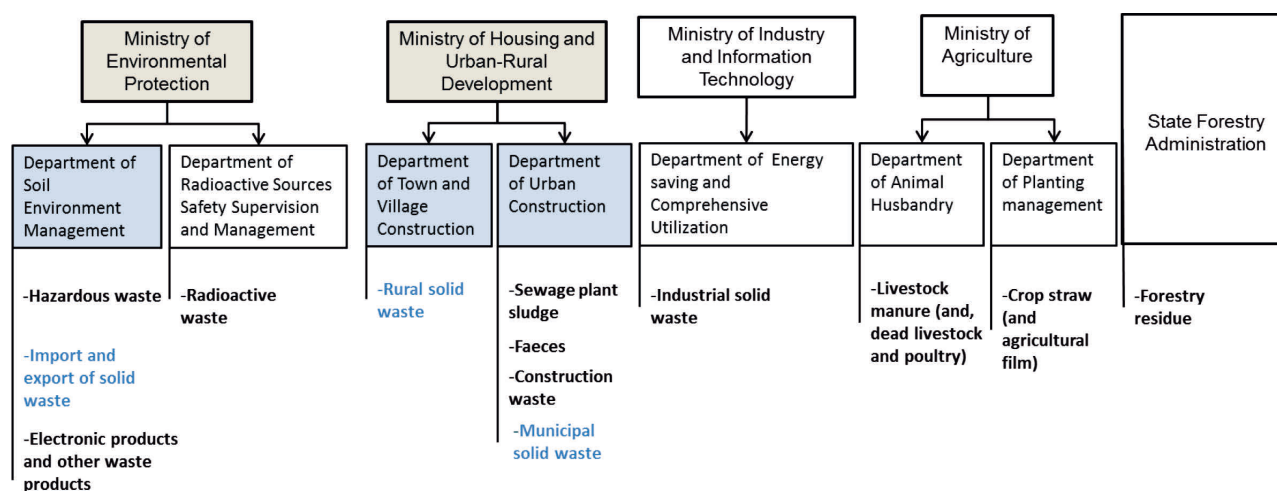 Ministry of
Environmental
Protection
Ministry of Housing and
Urban-Rural
Development
Ministry of Industry
and Information
Technology
Ministry of
Agriculture
State Forestry
Administration
Department of
Soil
Environment
Management
Department of
Radioactive Sources
Safety Supervision
and Management
Department
of Town and
Village
Construction
Department
of Urban
Construction
Department of Energy
saving and
Comprehensive
Utilization
Department
of Animal
Husbandry
Department
of Planting
management
-Hazardous waste
-Import and
export of solid
waste
-Electronic products
and other waste
products
-Radioactive
waste
-Rural solid
waste
-Sewage plant
sludge
-Faeces
-Construction
waste
-Municipal
solid waste
-Industrial solid
waste
-Livestock
manure (and,
dead livestock
and poultry)
-Crop straw
(and
agricultural
film)
-Forestry
residue